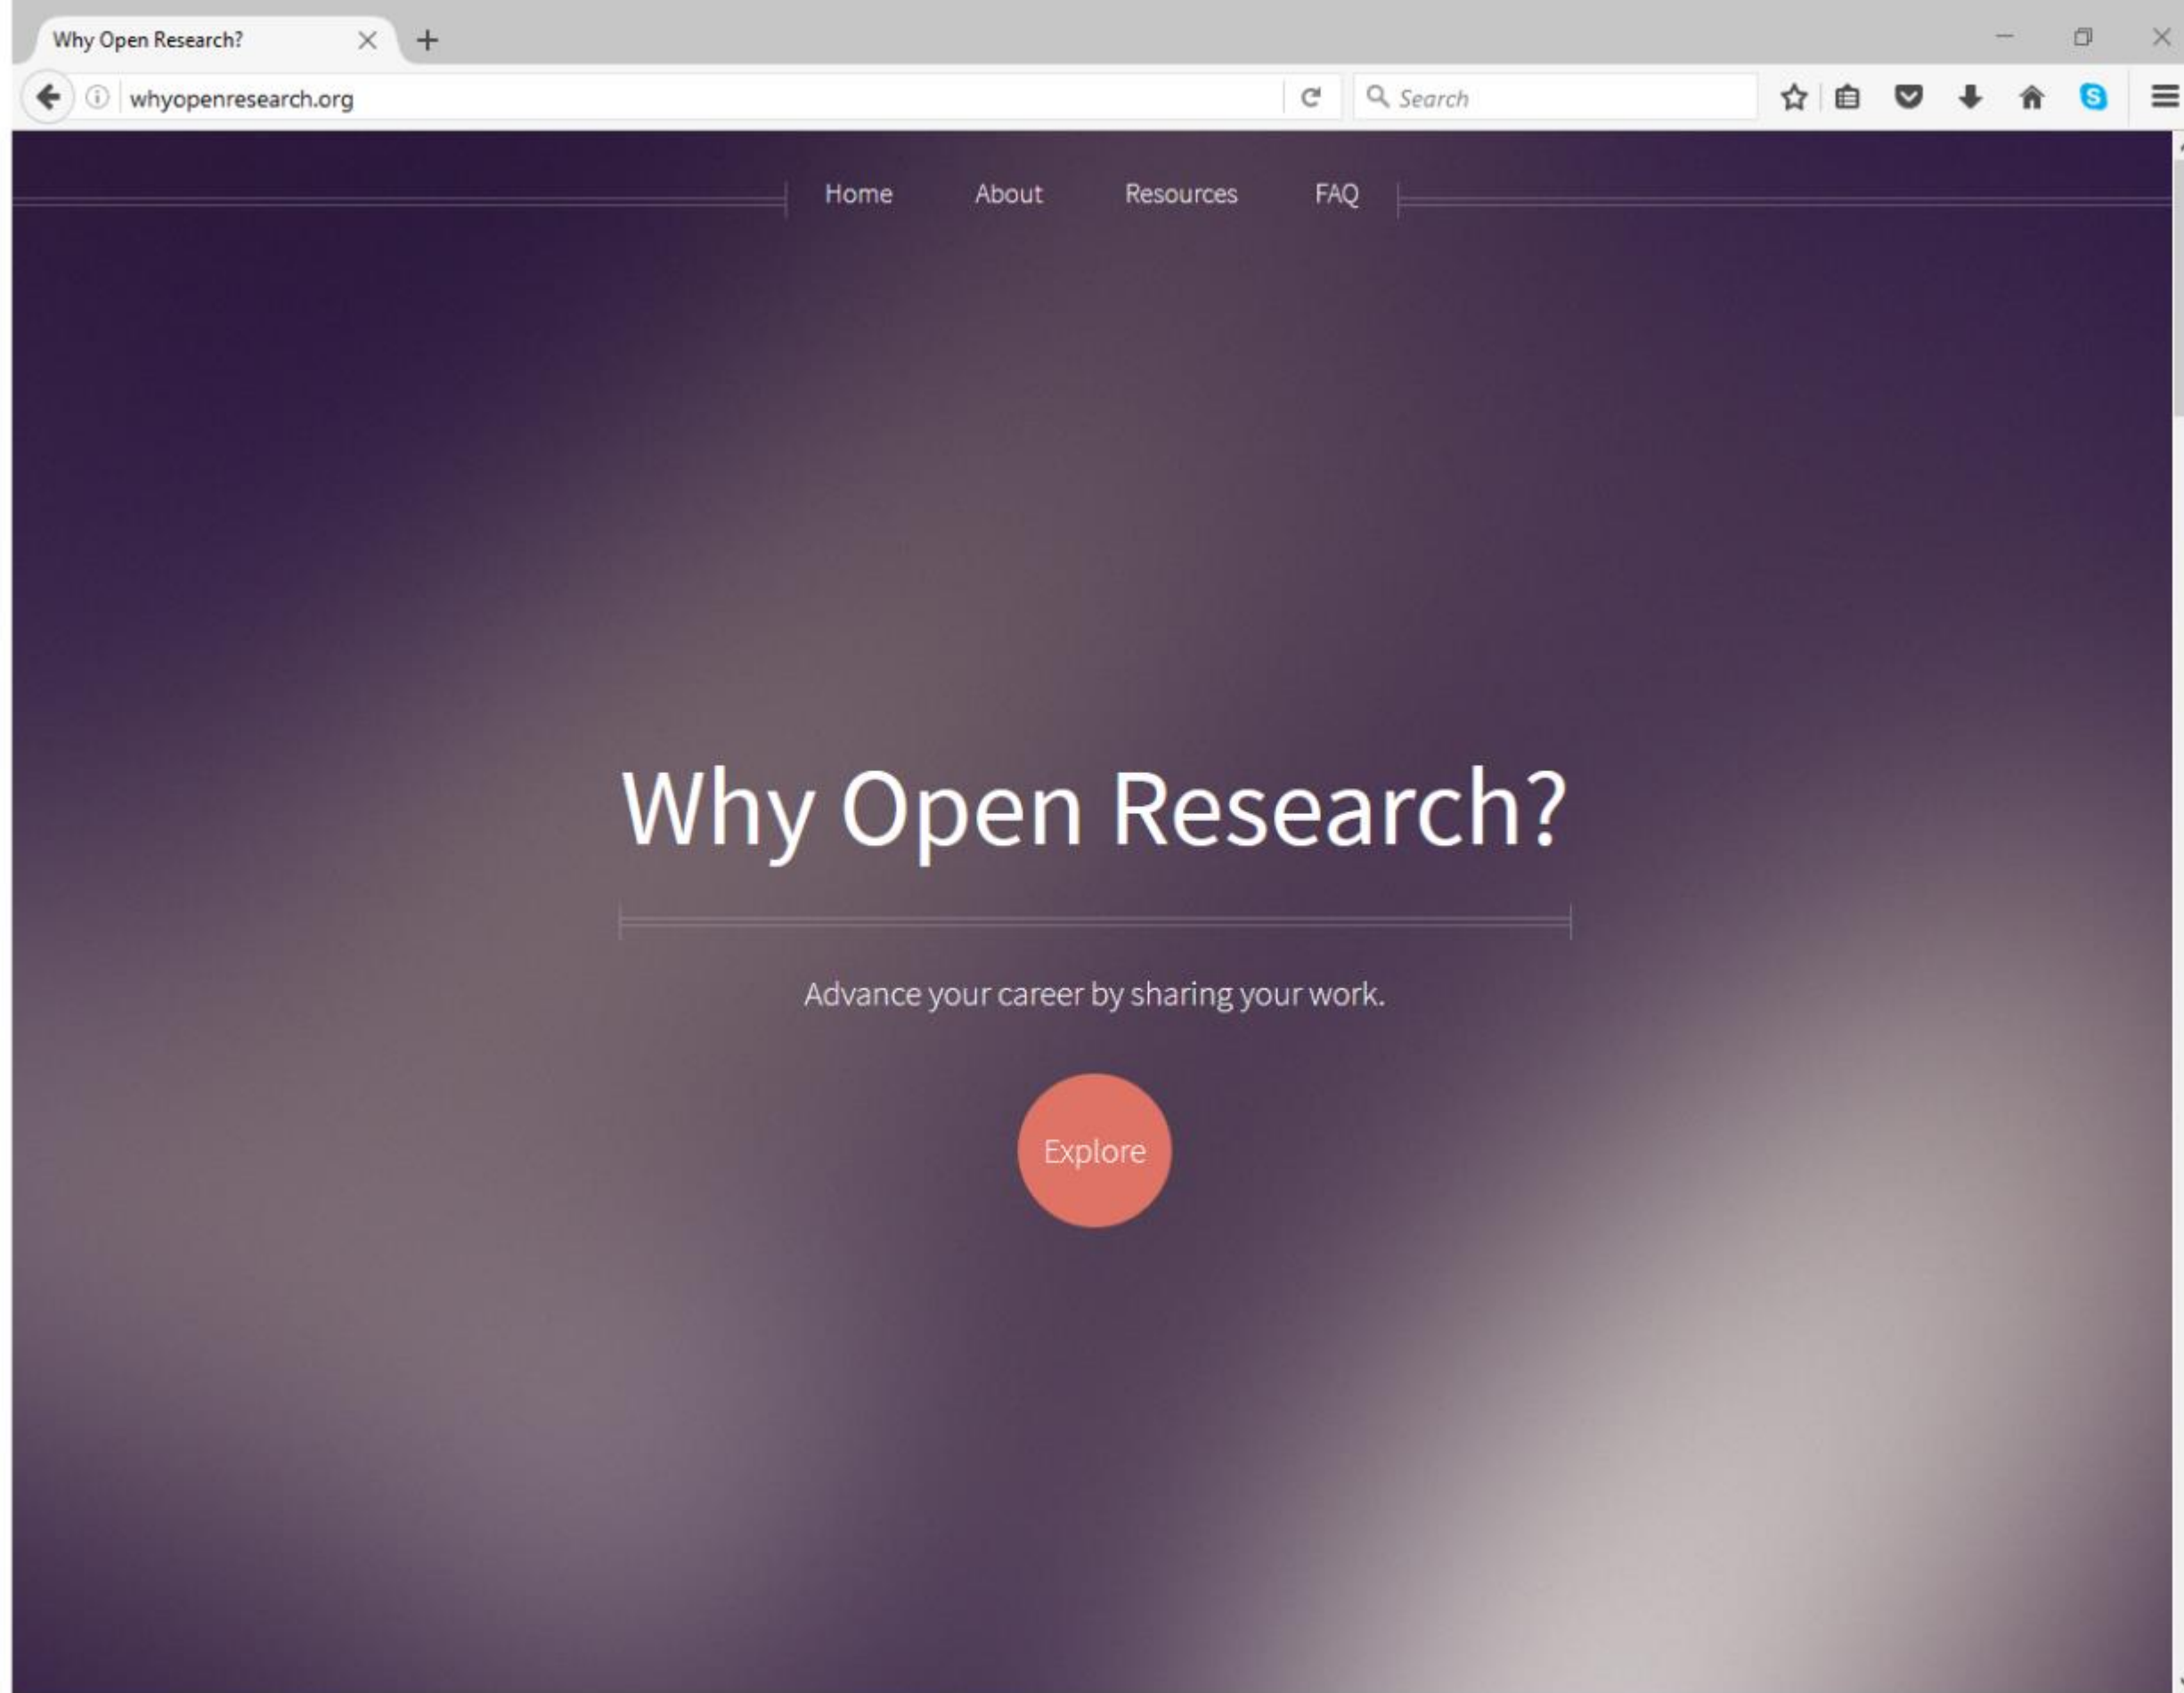 Why Open Research?
whyopenresearch.org
Search
Home About Resources FAQ
Why Open Research?
Advance your career by sharing your work.
Explore